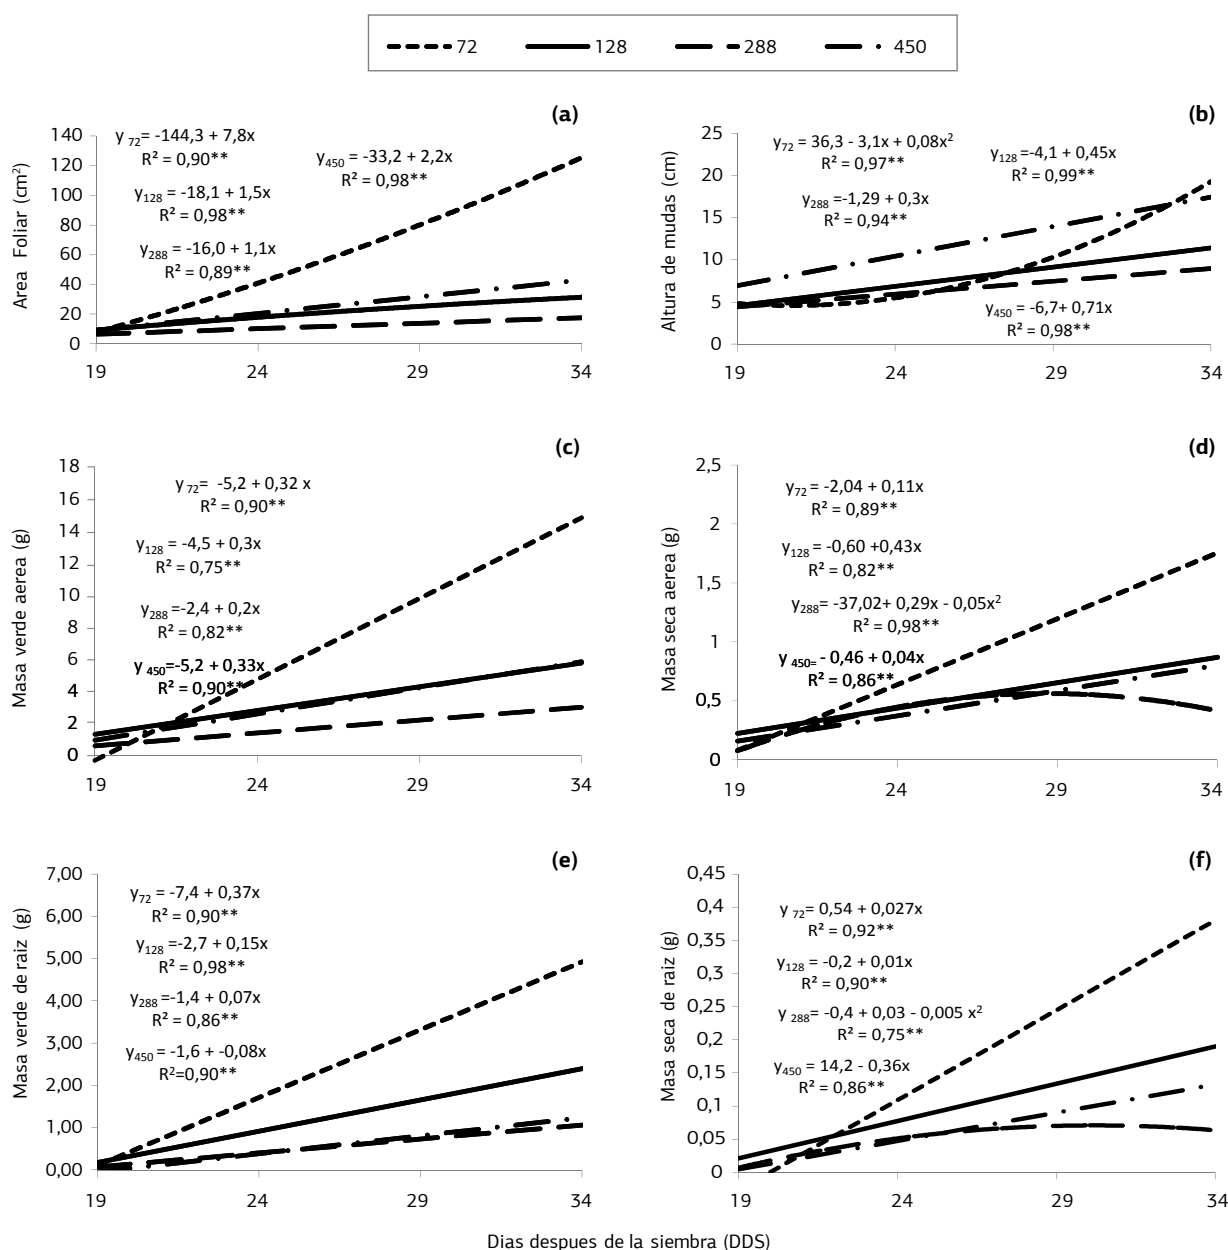 72 128 288 450
(a)
Area Foliar (cm²)
140
120
100
80
60
40
20
0
19 24 29 34
y 72= -144,3 + 7,8x
R² = 0,90**
y450 = -33,2 + 2,2x
R² = 0,98**
y128 = -18,1 + 1,5x
R² = 0,98**
y288 = -16,0 + 1,1x
R² = 0,89**
(b)
Altura de mudas (cm)
25
20
15
10
5
0
19 24 29 34
y72= 36,3 - 3,1x + 0,08x²
R² = 0,97**
y128= -4,1 + 0,45x
R² = 0,99**
y288 = -1,29 + 0,3x
R² = 0,94**
y450 = -6,7+ 0,71x
R² = 0,98**
(c)
Masa verde aerea (g)
18
16
14
12
10
8
6
4
2
0
19 24 29 34
y 72= -5,2 + 0,32 x
R² = 0,90**
y128 = -4,5 + 0,3x
R² = 0,75**
y288 = -2,4 + 0,2x
R² = 0,82**
y 450=-5,2 + 0,33x
R² = 0,90**
(d)
Masa seca aerea (g)
2,5
2
1,5
1
0,5
0
19 24 29 34
y72= -2,04 + 0,11x
R² = 0,89**
y128 = -0,60 +0,43x
R² = 0,82**
y288= -37,02+ 0,29x - 0,05x²
R² = 0,98**
y 450= - 0,46 + 0,04x
R² = 0,86**
(e)
Masa verde de raiz (g)
7,00
6,00
5,00
4,00
3,00
2,00
1,00
0,00
19 24 29 34
y72 = -7,4 + 0,37x
R² = 0,90**
y128 = -2,7 + 0,15x
R² = 0,98**
y288 = -1,4 + 0,07x
R² = 0,86**
y450 = -1,6 + -0,08x
R²=0,90**
(f)
Masa seca de raiz (g)
0,45
0,4
0,35
0,3
0,25
0,2
0,15
0,1
0,05
0
19 24 29 34
y 72= 0,54 + 0,027x
R² = 0,92**
y128 = -0,2 + 0,01x
R² = 0,90**
y 288= -0,4 + 0,03 - 0,005 x²
R² = 0,75**
y450 = 14,2 - 0,36x
R² = 0,86**
Dias despues de la siembra (DDS)